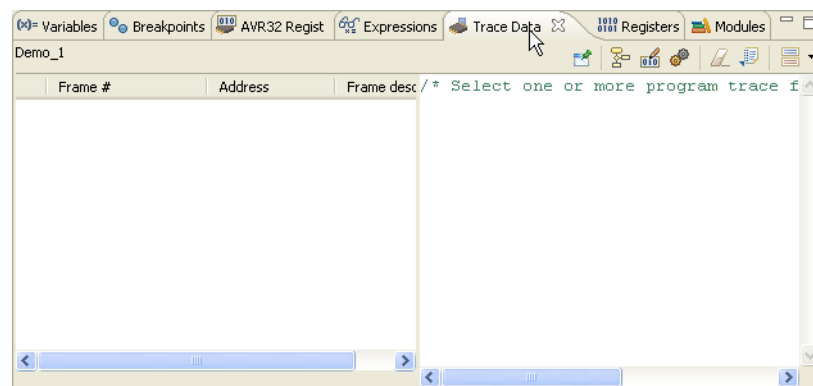 (x)= Variables Breakpoints AVR32 Regist Expressions Trace Data Registers Modules
Demo_1
Frame # Address Frame desc
/* Select one or more program trace f